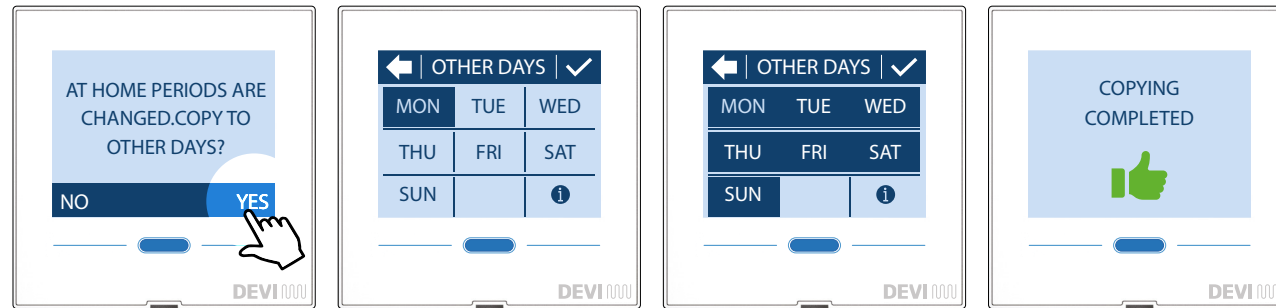 AT HOME PERIODS ARE
CHANGED.COPY TO
OTHER DAYS?
NO YES
DEVI
OTHER DAYS
MON TUE WED
THU FRI SAT
SUN i
DEVI
OTHER DAYS
MON TUE WED
THU FRI SAT
SUN i
DEVI
COPYING
COMPLETED
DEVI